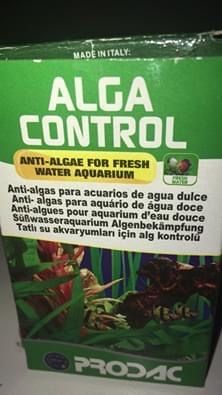 MADE IN ITALY:
ALGA
CONTROL
ANTI-ALGAE FOR FRESH
WATER AQUARIUM
FRESH
WATER
Anti-algas para acuarios de agua dulce
Anti- algas para aquário de água doce
Anti-algues pour aquarium d'eau douce
Süßwasseraquarium Algenbekämpfung
Tatlı su akvaryumları için alg kontrolü
PRODAC